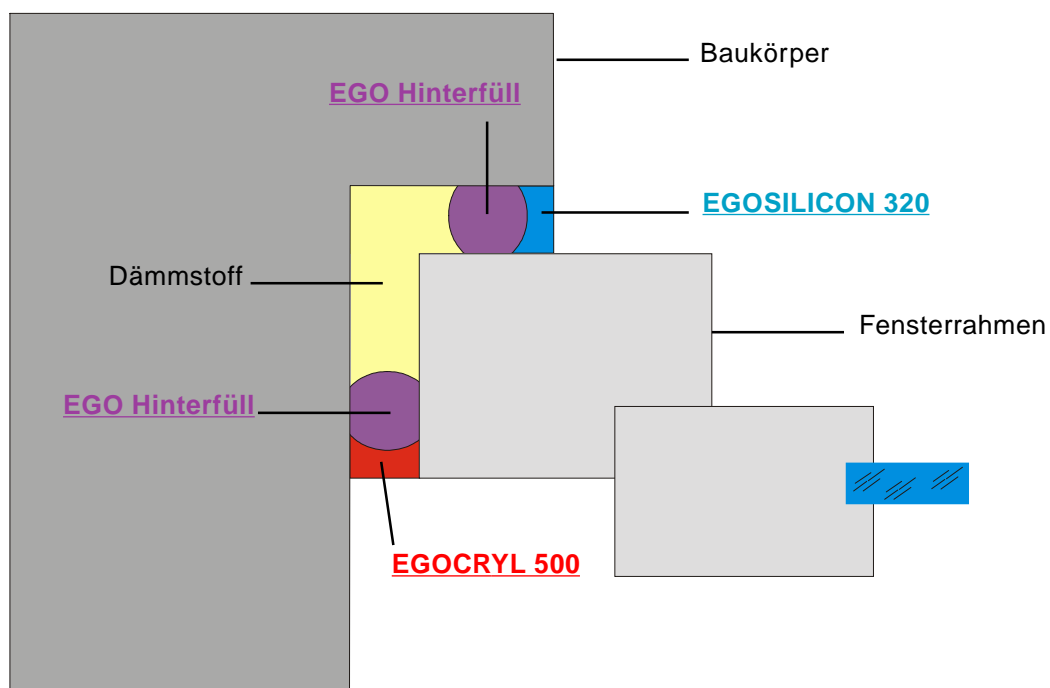 Baukörper
EGO Hinterfüll
EGOSILICON 320
Dämmstoff
Fensterrahmen
EGO Hinterfüll
EGOCRYL 500